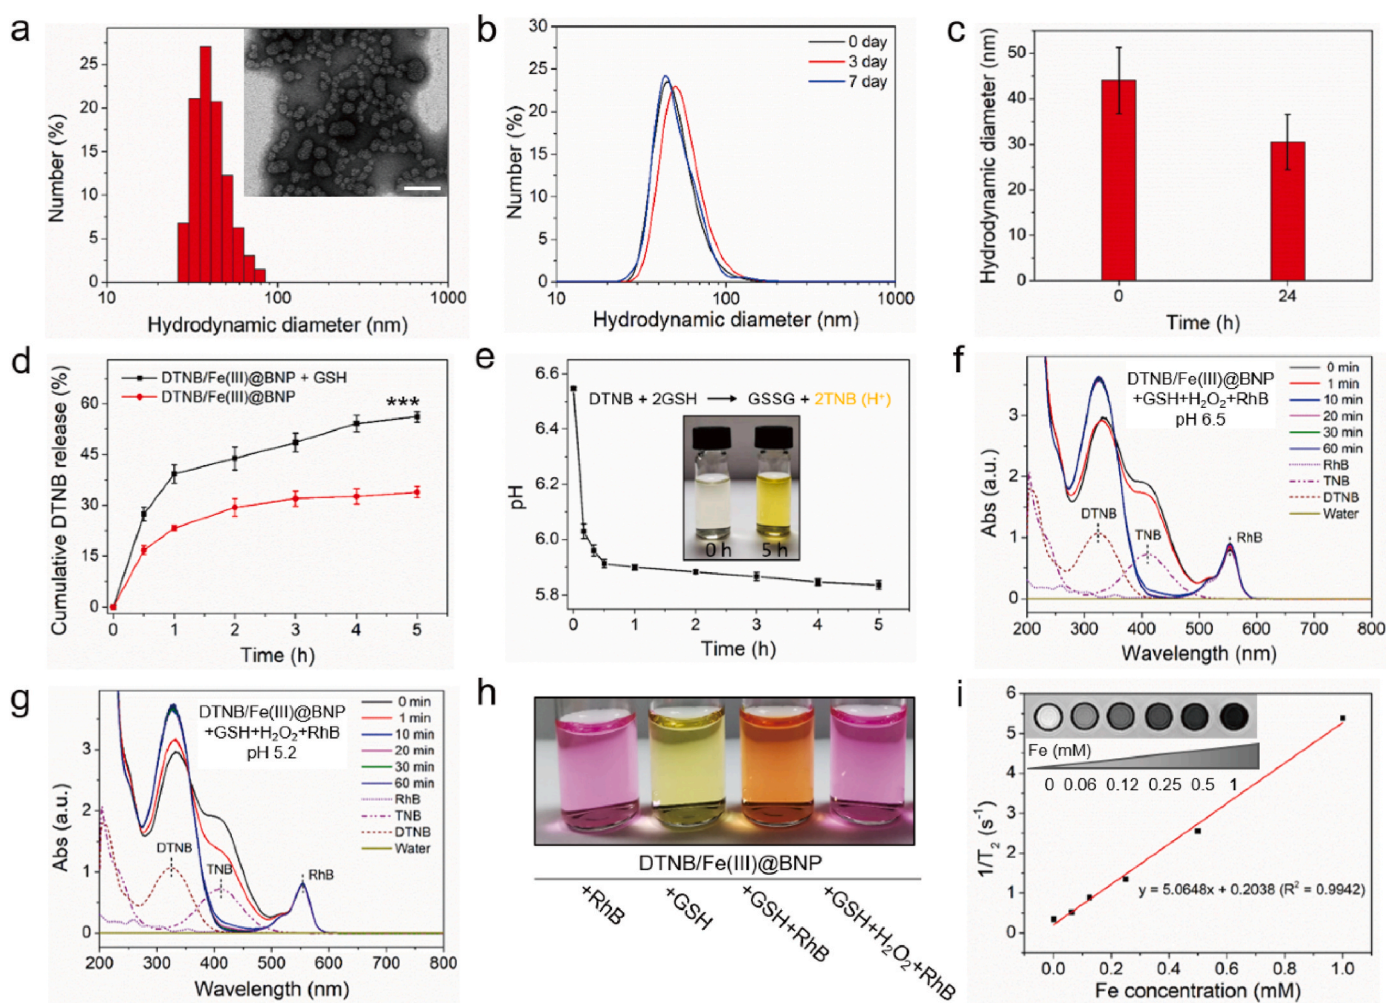 a
25
20
15
10
5
0
Number (%)
10
100
1000
Hydrodynamic diameter (nm)
b
30
25
20
15
10
5
0
Number (%)
0 day
3 day
7 day
10
100
1000
Hydrodynamic diameter (nm)
c
50
40
30
20
10
0
Hydrodynamic diameter (nm)
0
24
Time (h)
d
60
45
30
15
0
Cumulative DTNB release (%)
DTNB/Fe(III)@BNP + GSH
DTNB/Fe(III)@BNP
***
0
1
2
3
4
5
Time (h)
e
6.6
6.4
6.2
6.0
5.8
pH
DTNB + 2GSH → GSSG + 2TNB (H⁺)
0 h
5 h
0
1
2
3
4
5
Time (h)
f
3
2
1
0
Abs (a.u.)
DTNB/Fe(III)@BNP
+GSH+H₂O₂+RhB
pH 6.5
0 min
1 min
10 min
20 min
30 min
60 min
RhB
TNB
DTNB
Water
DTNB
TNB
RhB
200
300
400
500
600
700
800
Wavelength (nm)
g
3
2
1
0
Abs (a.u.)
DTNB/Fe(III)@BNP
+GSH+H₂O₂+RhB
pH 5.2
0 min
1 min
10 min
20 min
30 min
60 min
RhB
TNB
DTNB
Water
DTNB
TNB
RhB
200
300
400
500
600
700
800
Wavelength (nm)
h
DTNB/Fe(III)@BNP
+RhB
+GSH
+GSH+RhB
+GSH+H₂O₂+RhB
i
6
5
4
3
2
1
0
1/T₂ (s⁻¹)
Fe (mM)
0
0.06
0.12
0.25
0.5
1
y = 5.0648x + 0.2038 (R² = 0.9942)
0.0
0.2
0.4
0.6
0.8
1.0
Fe concentration (mM)